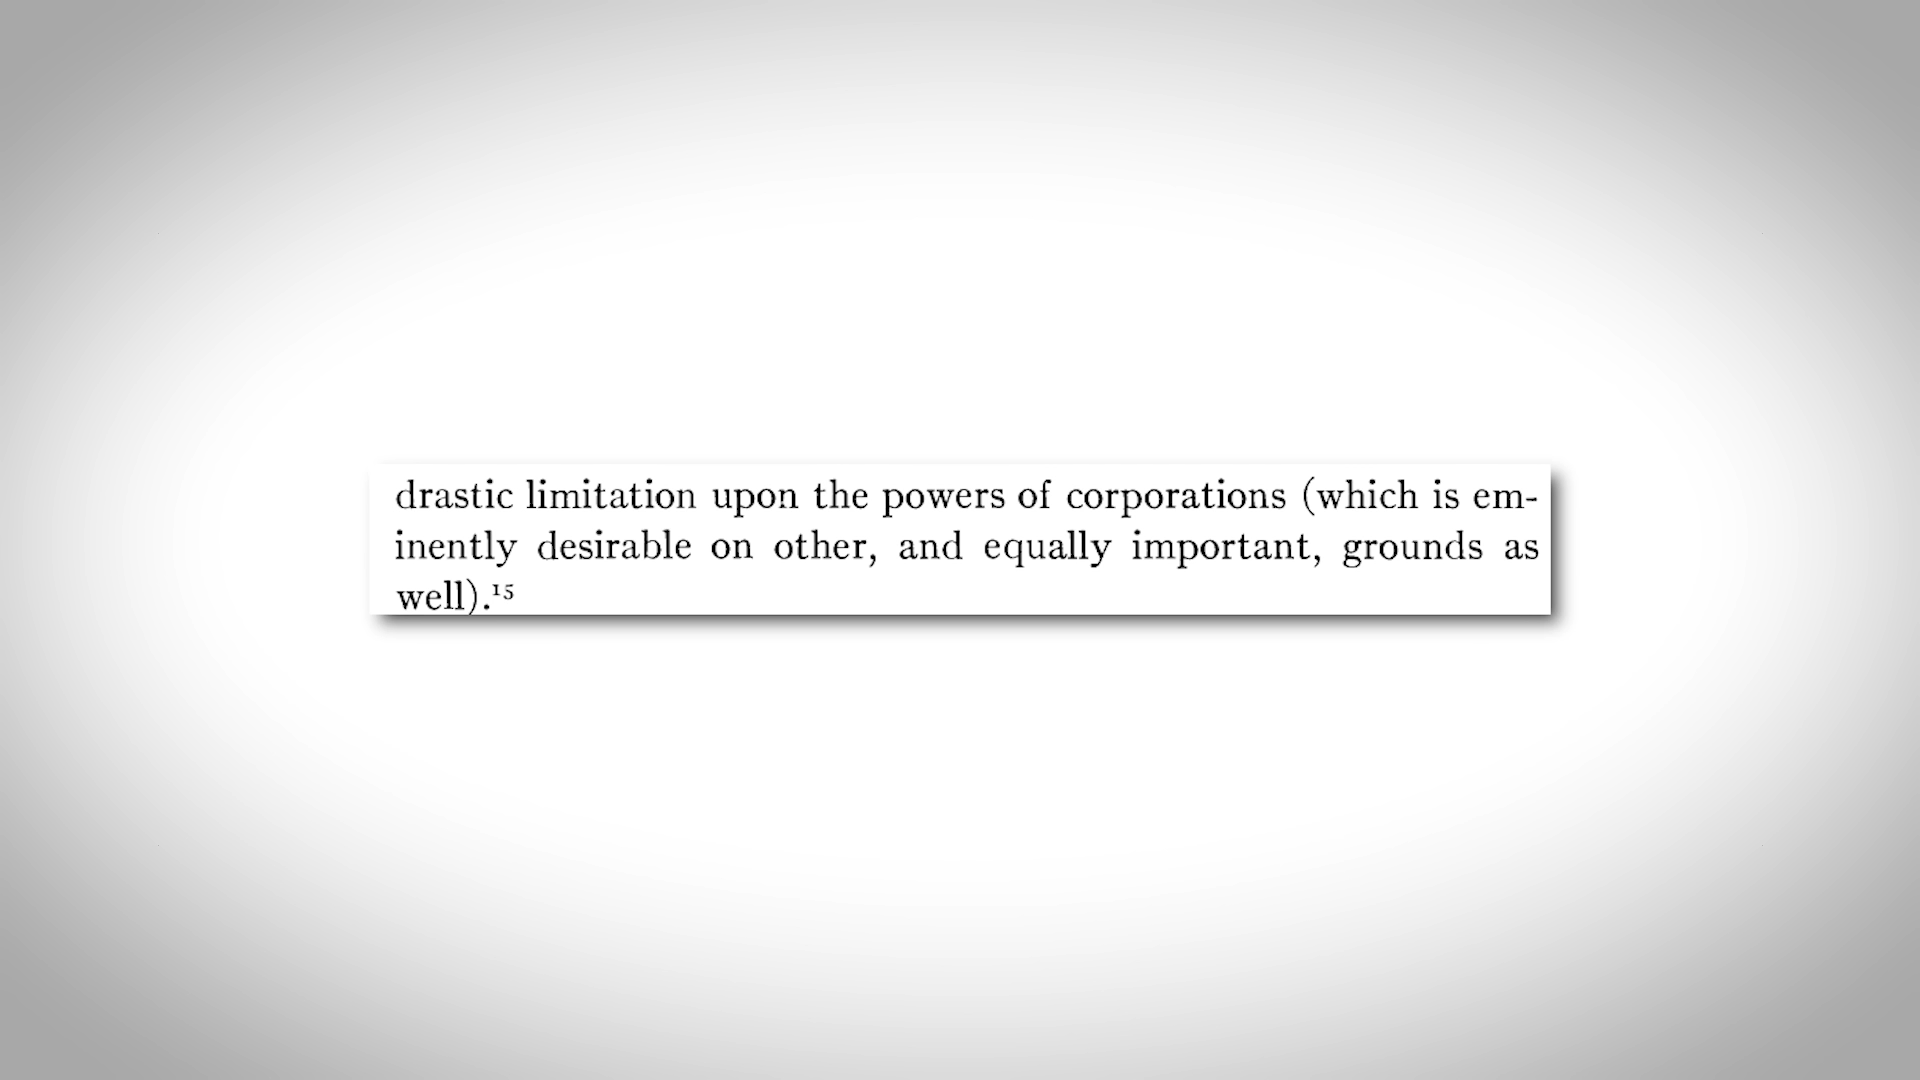 drastic limitation upon the powers of corporations (which is em-
inently desirable on other, and equally important, grounds as
well).¹⁵